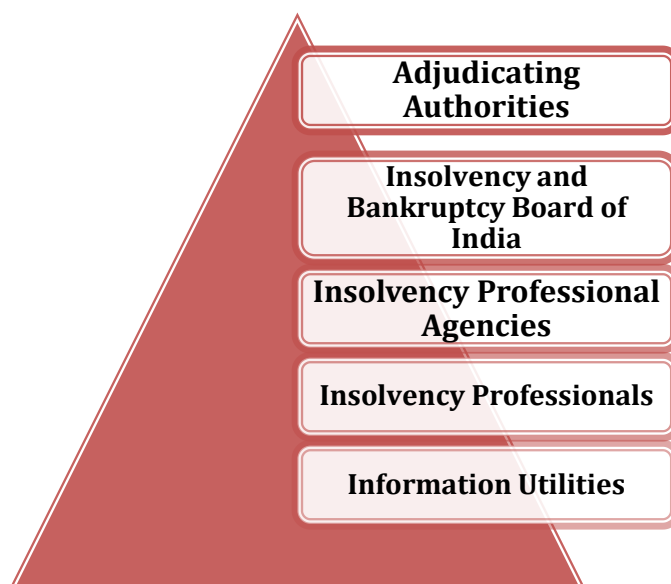 Adjudicating
Authorities
Insolvency and
Bankruptcy Board of
India
Insolvency Professional
Agencies
Insolvency Professionals
Information Utilities